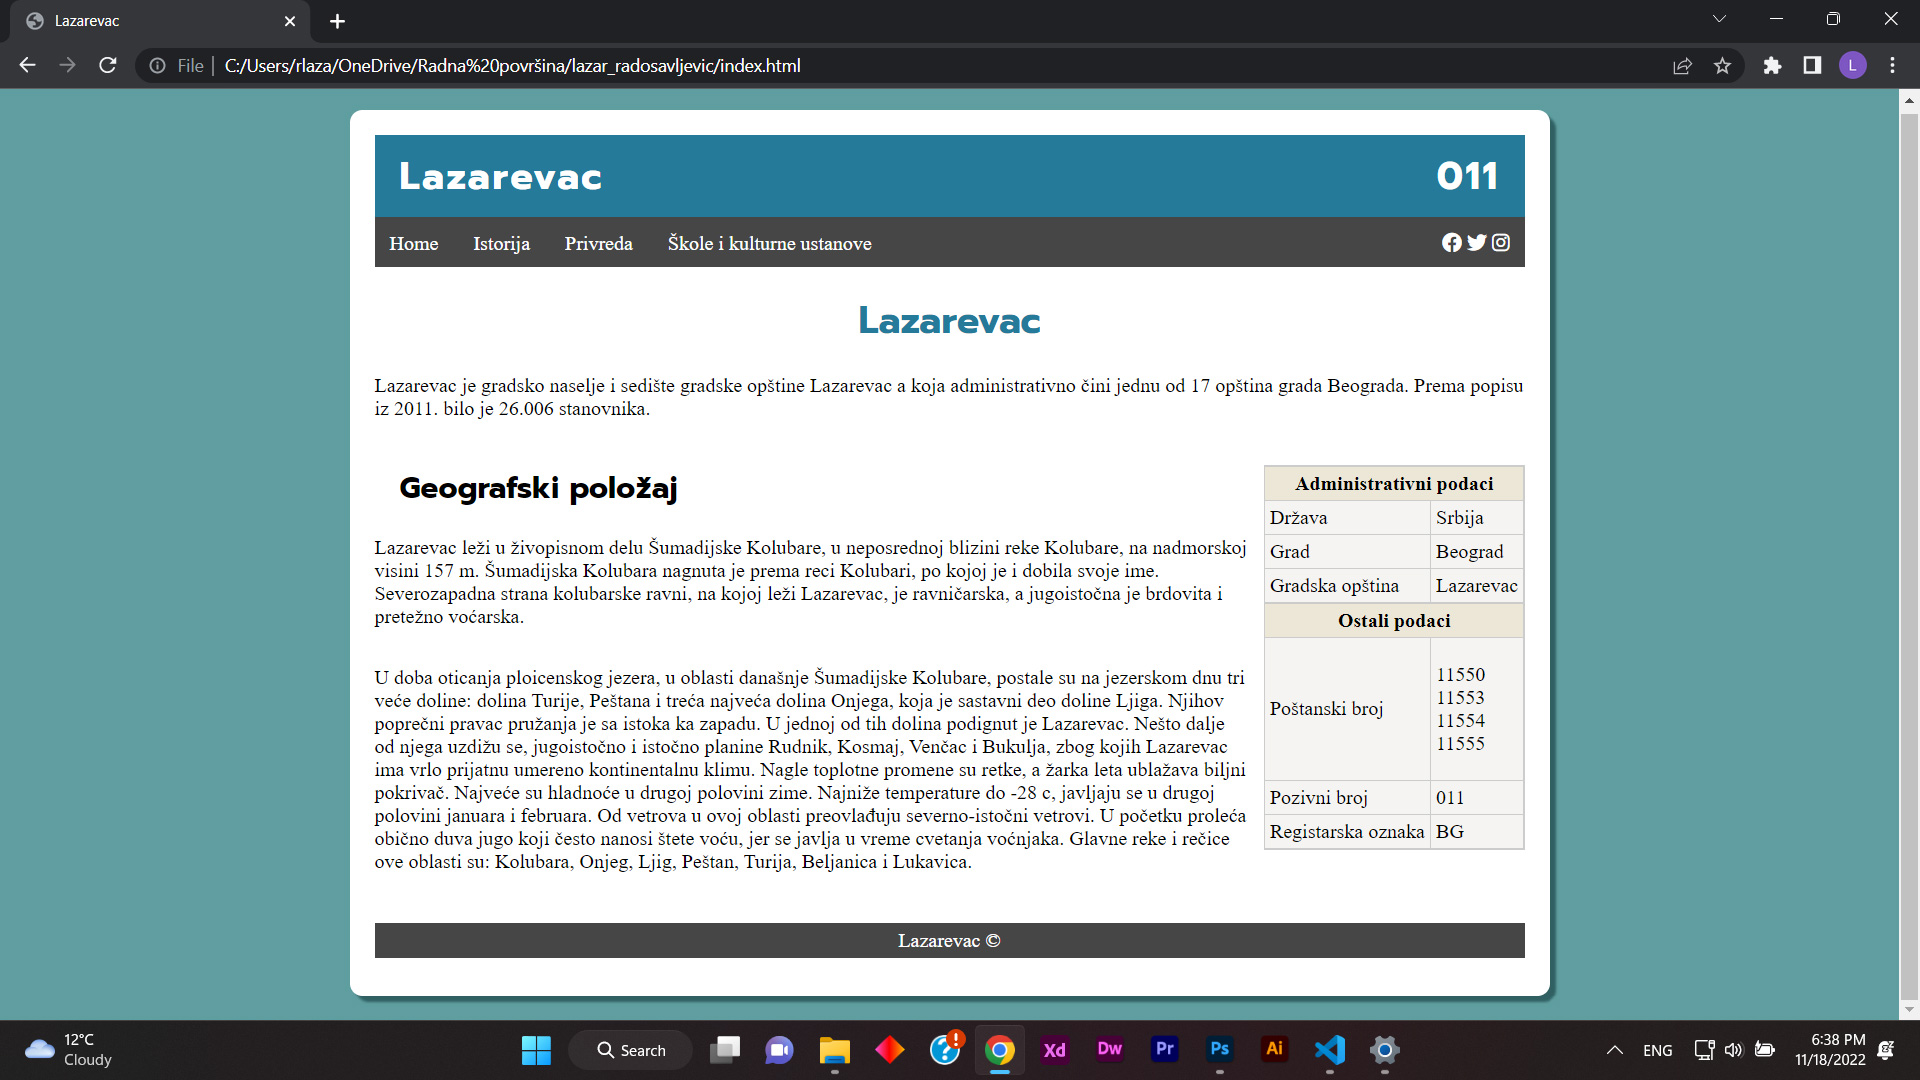 Lazarevac
File
C:/Users/rlaza/OneDrive/Radna%20površina/lazar_radosavljevic/index.html
L
Lazarevac 011
Home Istorija Privreda Škole i kulturne ustanove
Lazarevac
Lazarevac je gradsko naselje i sedište gradske opštine Lazarevac a koja administrativno čini jednu od 17 opština grada Beograda. Prema popisu
iz 2011. bilo je 26.006 stanovnika.
Geografski položaj
Lazarevac leži u živopisnom delu Šumadijske Kolubare, u neposrednoj blizini reke Kolubare, na nadmorskoj
visini 157 m. Šumadijska Kolubara nagnuta je prema reci Kolubari, po kojoj je i dobila svoje ime.
Severozapadna strana kolubarske ravni, na kojoj leži Lazarevac, je ravničarska, a jugoistočna je brdovita i
pretežno voćarska.
U doba oticanja ploicenskog jezera, u oblasti današnje Šumadijske Kolubare, postale su na jezerskom dnu tri
veće doline: dolina Turije, Peštana i treća najveća dolina Onjega, koja je sastavni deo doline Ljiga. Njihov
poprečni pravac pružanja je sa istoka ka zapadu. U jednoj od tih dolina podignut je Lazarevac. Nešto dalje
od njega uzdižu se, jugoistočno i istočno planine Rudnik, Kosmaj, Venčac i Bukulja, zbog kojih Lazarevac
ima vrlo prijatnu umereno kontinentalnu klimu. Nagle toplotne promene su retke, a žarka leta ublažava biljni
pokrivač. Najveće su hladnoće u drugoj polovini zime. Najniže temperature do -28 c, javljaju se u drugoj
polovini januara i februara. Od vetrova u ovoj oblasti preovlađuju severno-istočni vetrovi. U početku proleća
obično duva jugo koji često nanosi štete voću, jer se javlja u vreme cvetanja voćnjaka. Glavne reke i rečice
ove oblasti su: Kolubara, Onjeg, Ljig, Peštan, Turija, Beljanica i Lukavica.
Administrativni podaci
Država Srbija
Grad Beograd
Gradska opština Lazarevac
Ostali podaci
Poštanski broj
11550
11553
11554
11555
Pozivni broj 011
Registarska oznaka BG
Lazarevac ©
12°C
Cloudy
Search
Xd
Dw
Pr
Ps
Ai
ENG
6:38 PM
11/18/2022